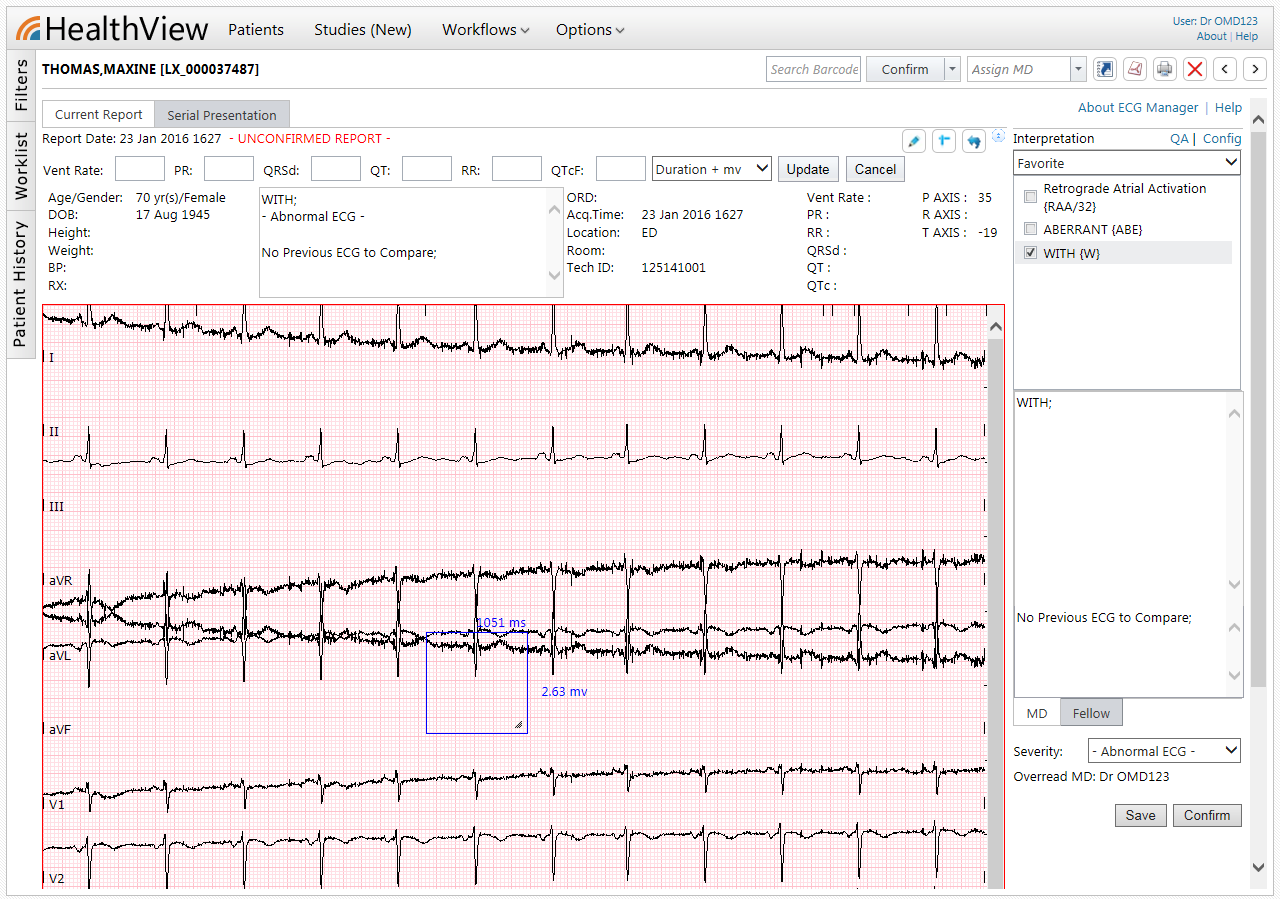 HealthView
Patients
Studies (New)
Workflows
Options
User: Dr OMD123
About | Help
Filters
Worklist
Patient History
THOMAS,MAXINE [LX_000037487]
Search Barcode
Confirm
Assign MD
Current Report
Serial Presentation
About ECG Manager | Help
Report Date: 23 Jan 2016 1627 - UNCONFIRMED REPORT -
Vent Rate:
PR:
QRSd:
QT:
RR:
QTcF:
Duration + mv
Update
Cancel
Age/Gender: 70 yr(s)/Female
DOB: 17 Aug 1945
Height:
Weight:
BP:
RX:
WITH;
- Abnormal ECG -
No Previous ECG to Compare;
ORD:
Acq.Time: 23 Jan 2016 1627
Location: ED
Room:
Tech ID: 125141001
Vent Rate : P AXIS : 35
PR : R AXIS :
RR : T AXIS : -19
QRSd :
QT :
QTc :
I
II
III
aVR
aVL
aVF
V1
V2
1051 ms
2.63 mv
Interpretation
QA | Config
Favorite
Retrograde Atrial Activation
{RAA/32}
ABERRANT {ABE}
WITH {W}
WITH;
No Previous ECG to Compare;
MD
Fellow
Severity: - Abnormal ECG -
Overread MD: Dr OMD123
Save
Confirm